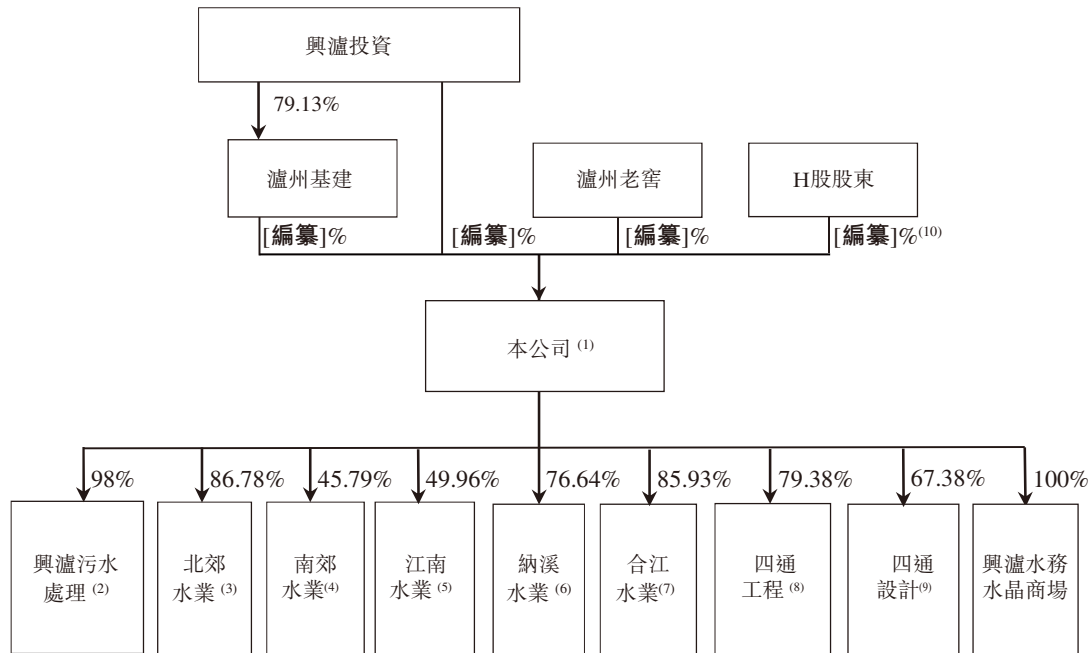 興瀘投資
79.13%
瀘州基建
瀘州老窖
H股股東
[編纂]%
[編纂]%
[編纂]%
[編纂]%(10)
本公司 (1)
98%
86.78%
45.79%
49.96%
76.64%
85.93%
79.38%
67.38%
100%
興瀘污水
處理 (2)
北郊
水業 (3)
南郊
水業(4)
江南
水業 (5)
納溪
水業 (6)
合江
水業(7)
四通
工程 (8)
四通
設計(9)
興瀘水務
水晶商場